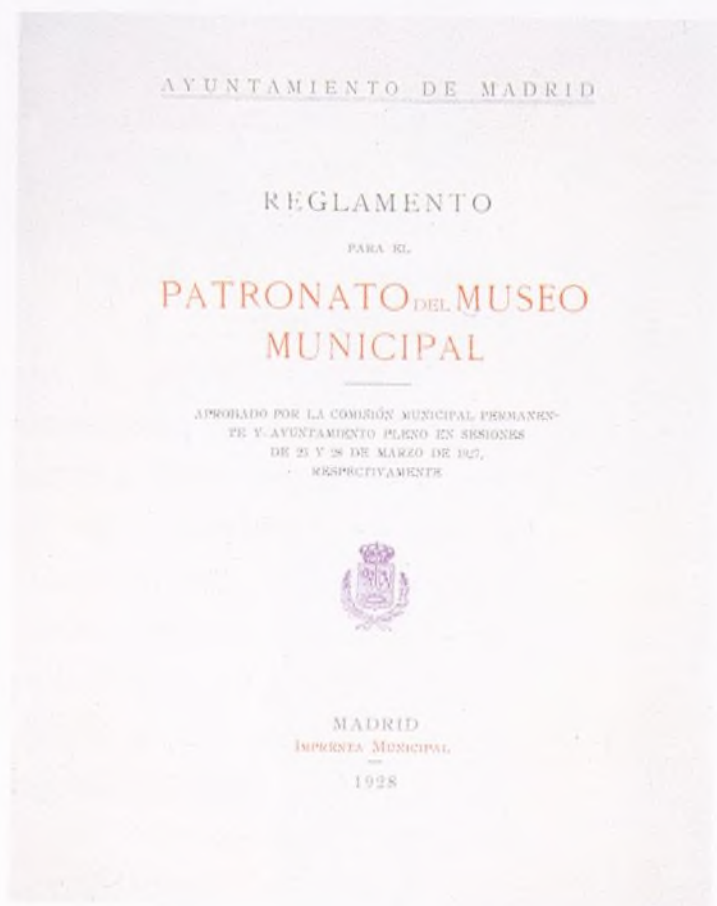 AYUNTAMIENTO DE MADRID
REGLAMENTO
PARA EL
PATRONATO DEL MUSEO
MUNICIPAL
APROBADO POR LA COMISIÓN MUNICIPAL PERMANEN-
TE Y AYUNTAMIENTO PLENO EN SESIONES
DE 23 Y 28 DE MARZO DE 1927,
RESPECTIVAMENTE
MADRID
IMPRENTA MUNICIPAL
1928